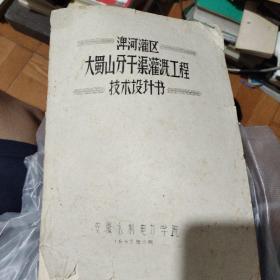 淠河灌区
大蜀山分干渠灌溉工程
技术设计书
安徽水利电力学院